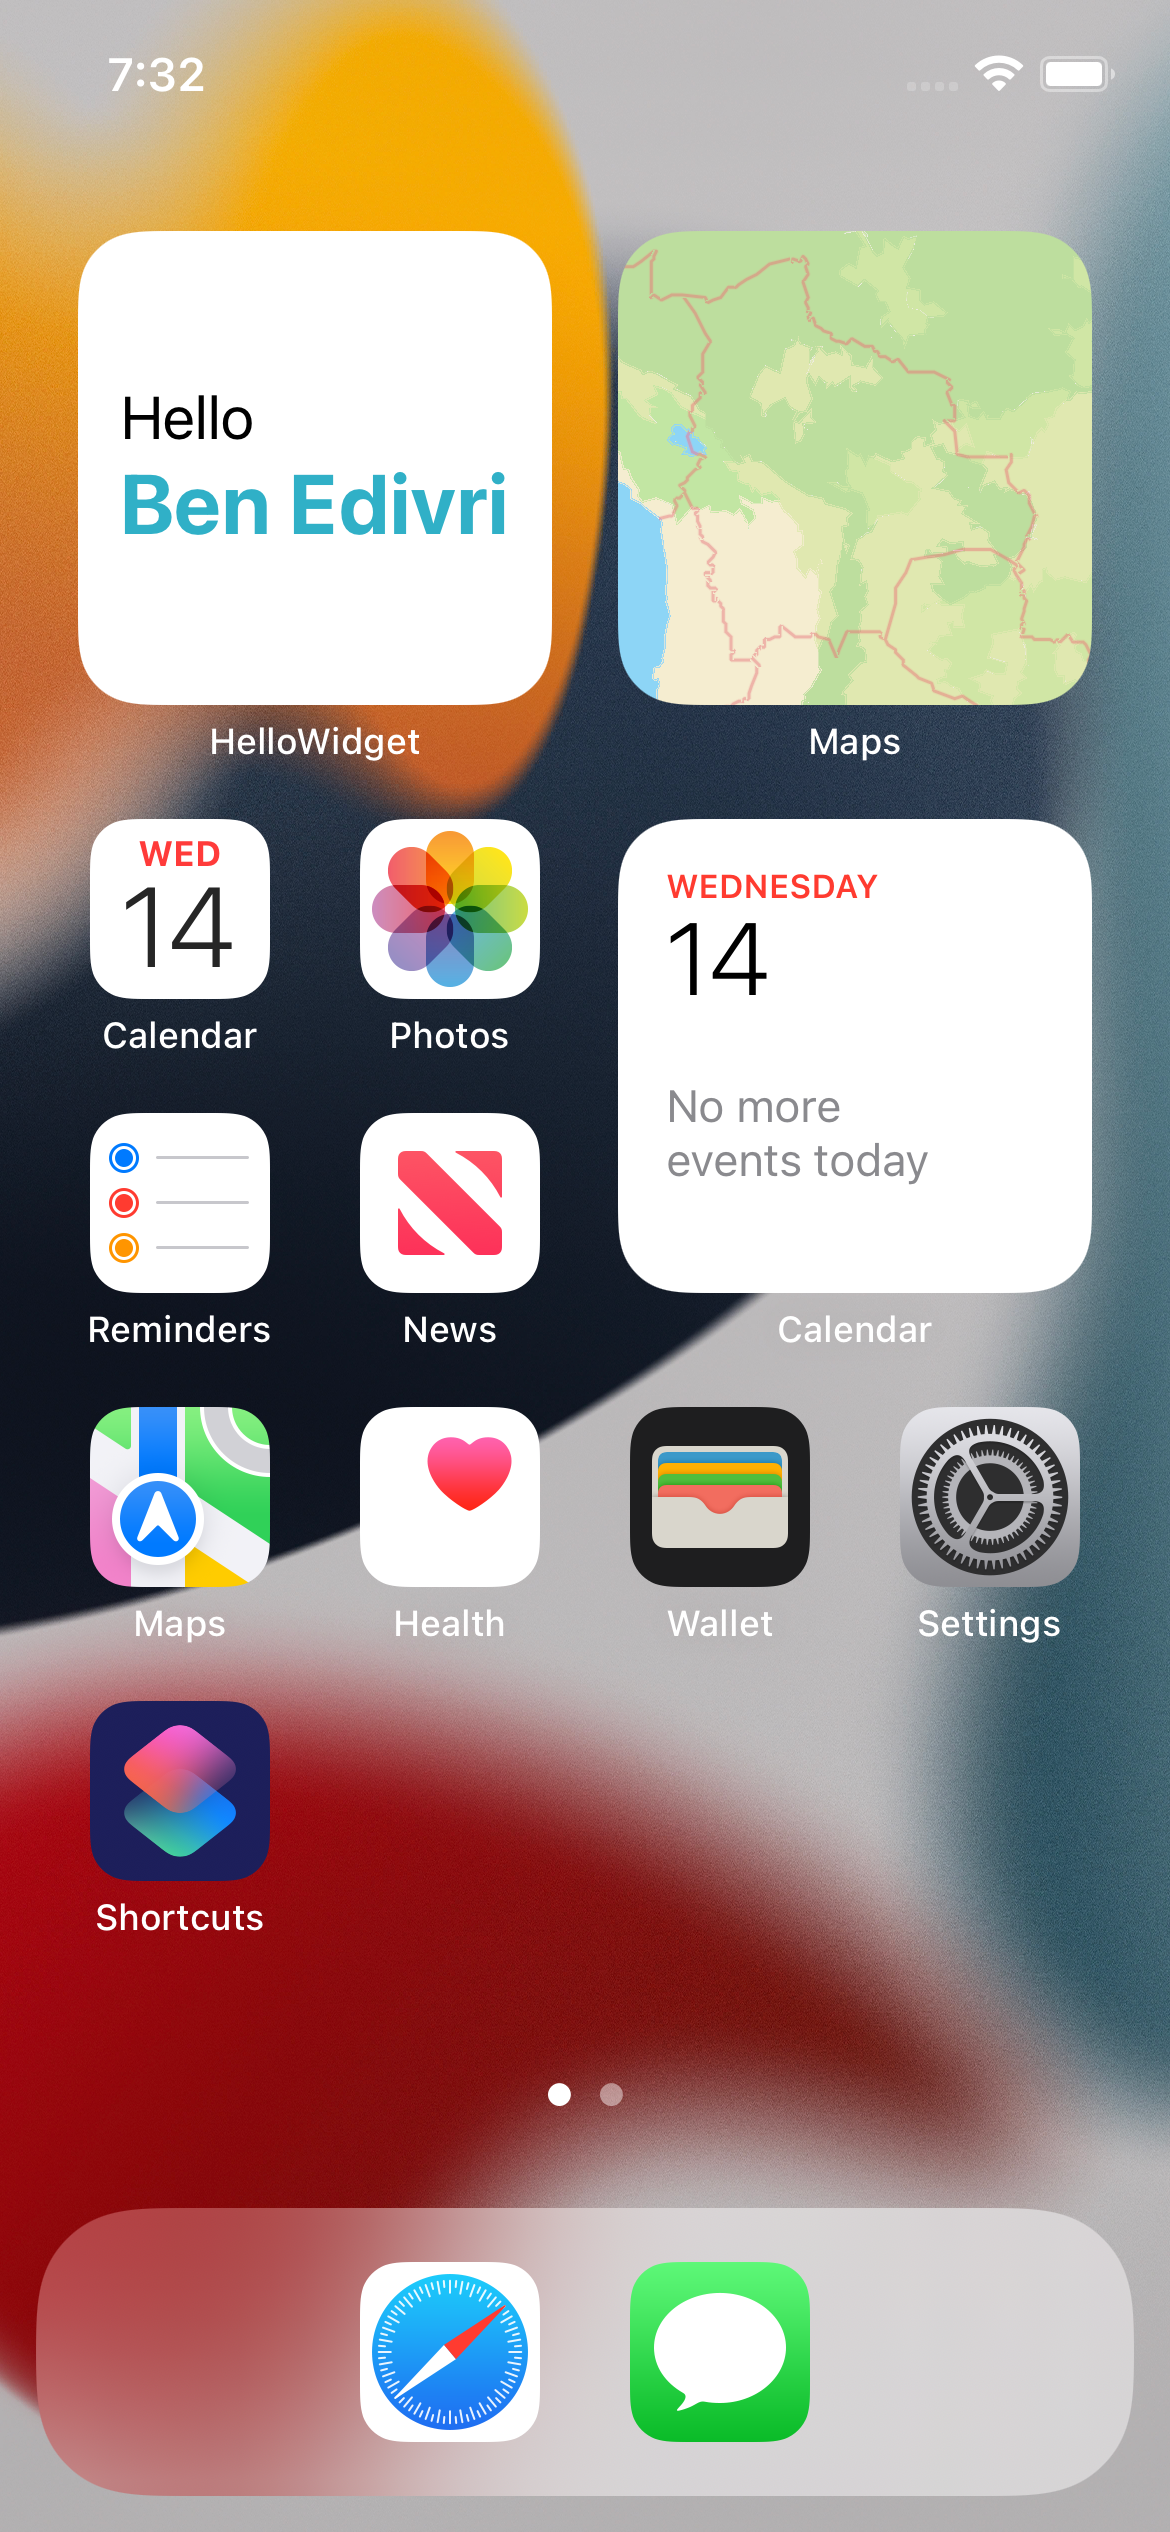 7:32
Hello
Ben Edivri
HelloWidget
Maps
WED
14
Calendar
Photos
WEDNESDAY
14
No more
events today
Calendar
Reminders
News
Maps
Health
Wallet
Settings
Shortcuts